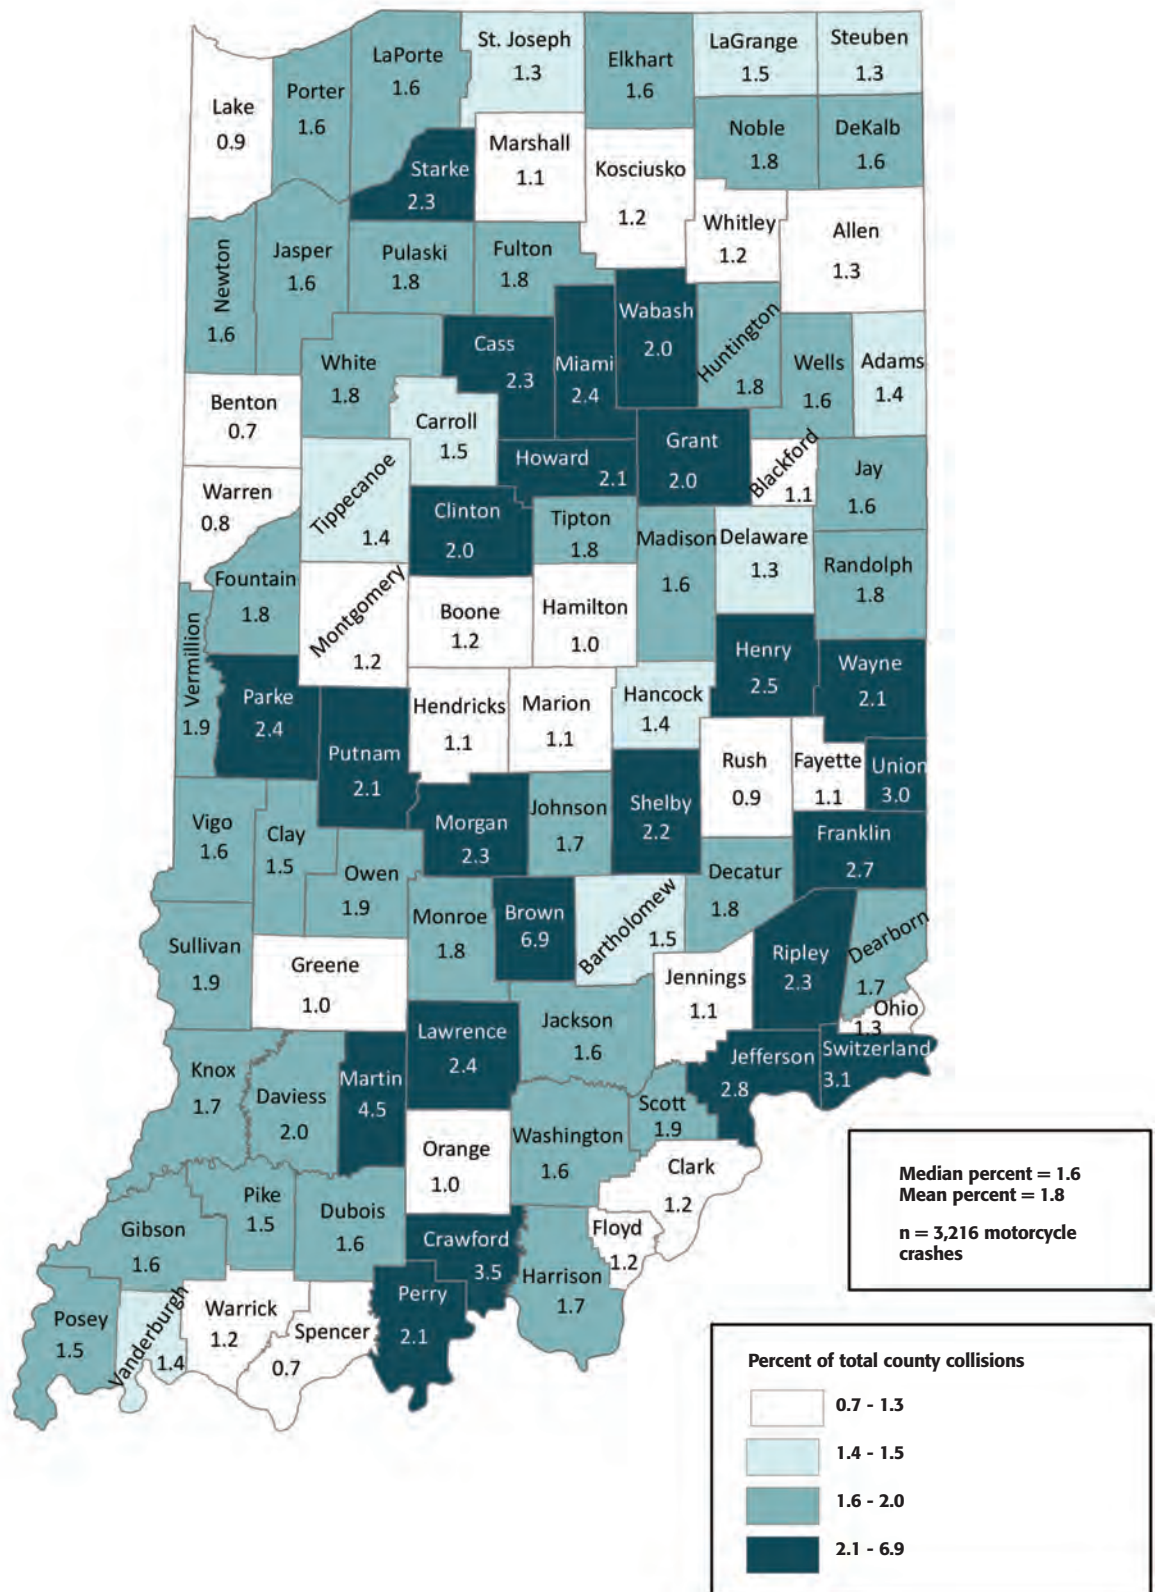 St. Joseph
1.3
LaGrange
1.5
Steuben
1.3
LaPorte
1.6
Elkhart
1.6
Porter
1.6
Lake
0.9
Noble
1.8
DeKalb
1.6
Marshall
1.1
Starke
2.3
Kosciusko
1.2
Whitley
1.2
Allen
1.3
Newton
1.6
Jasper
1.6
Pulaski
1.8
Fulton
1.8
Wabash
2.0
Huntington
1.8
Cass
2.3
Miami
2.4
Wells
1.6
Adams
1.4
White
1.8
Benton
0.7
Carroll
1.5
Howard
2.1
Grant
2.0
Blackford
1.1
Jay
1.6
Warren
0.8
Tippecanoe
1.4
Clinton
2.0
Tipton
1.8
Madison
1.6
Delaware
1.3
Randolph
1.8
Fountain
1.8
Montgomery
1.2
Boone
1.2
Hamilton
1.0
Vermillion
1.9
Henry
2.5
Wayne
2.1
Parke
2.4
Hendricks
1.1
Marion
1.1
Hancock
1.4
Putnam
2.1
Rush
0.9
Fayette
1.1
Union
3.0
Vigo
1.6
Clay
1.5
Morgan
2.3
Johnson
1.7
Shelby
2.2
Franklin
2.7
Owen
1.9
Decatur
1.8
Monroe
1.8
Brown
6.9
Bartholomew
1.5
Sullivan
1.9
Greene
1.0
Jennings
1.1
Ripley
2.3
Dearborn
1.7
Ohio
1.3
Lawrence
2.4
Jackson
1.6
Jefferson
2.8
Switzerland
3.1
Knox
1.7
Daviess
2.0
Martin
4.5
Scott
1.9
Orange
1.0
Washington
1.6
Clark
1.2
Median percent = 1.6
Mean percent = 1.8
n = 3,216 motorcycle
crashes
Gibson
1.6
Pike
1.5
Dubois
1.6
Crawford
3.5
Floyd
1.2
Harrison
1.7
Posey
1.5
Vanderburgh
1.4
Warrick
1.2
Spencer
0.7
Perry
2.1
Percent of total county collisions
0.7 - 1.3
1.4 - 1.5
1.6 - 2.0
2.1 - 6.9